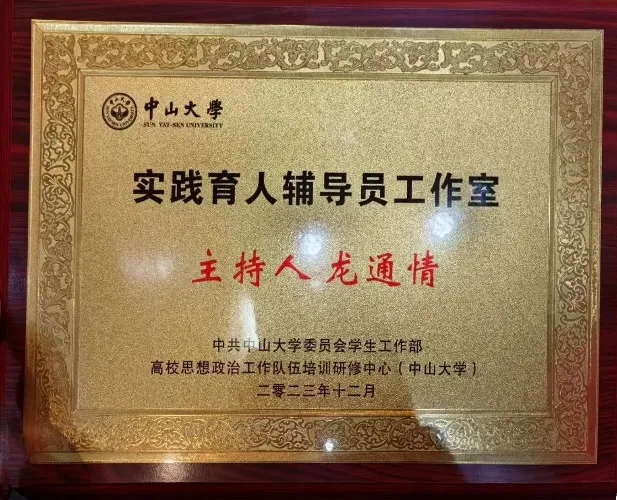 中山大學
SUN YAT-SEN UNIVERSITY
实践育人辅导员工作室
主持人 龙通情
中共中山大学委员会学生工作部
高校思想政治工作队伍培训研修中心（中山大学）
二零二三年十二月